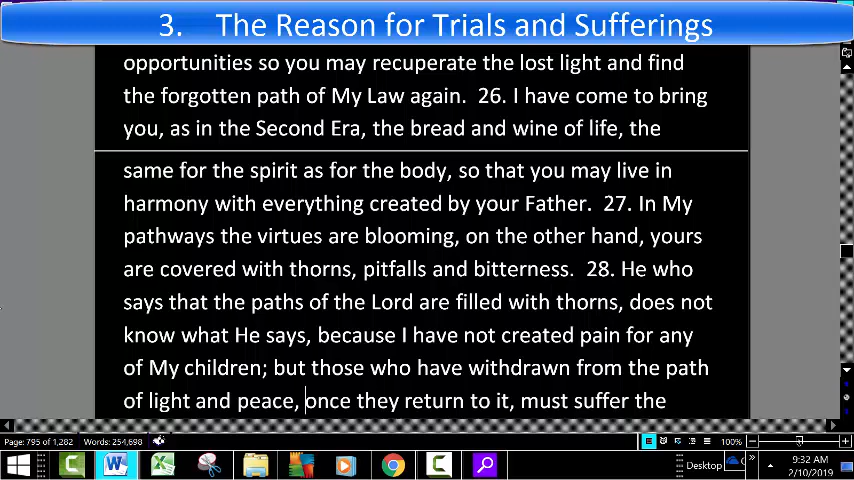 3. The Reason for Trials and Sufferings
opportunities so you may recuperate the lost light and find
the forgotten path of My Law again. 26. I have come to bring
you, as in the Second Era, the bread and wine of life, the
same for the spirit as for the body, so that you may live in
harmony with everything created by your Father. 27. In My
pathways the virtues are blooming, on the other hand, yours
are covered with thorns, pitfalls and bitterness. 28. He who
says that the paths of the Lord are filled with thorns, does not
know what He says, because I have not created pain for any
of My children; but those who have withdrawn from the path
of light and peace, once they return to it, must suffer the
Page: 795 of 1,282 Words: 254,698 100%
Desktop 9:32 AM
2/10/2019